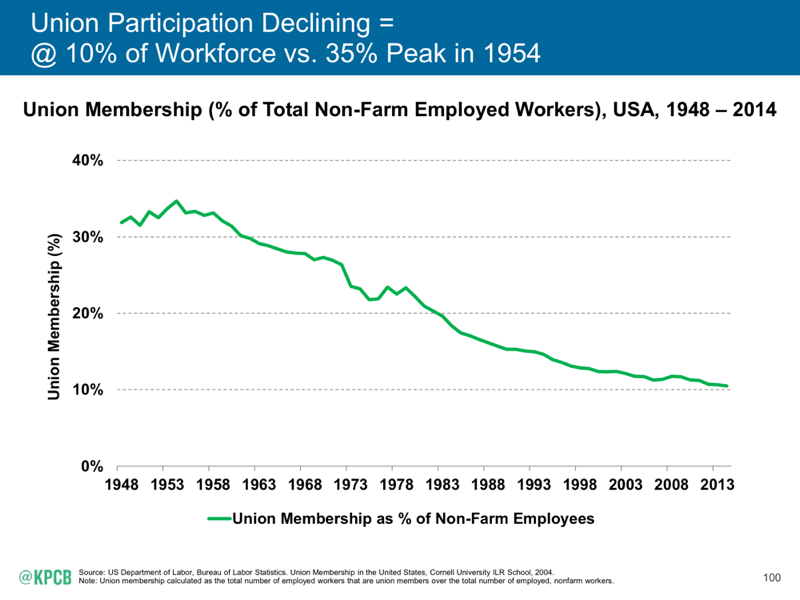 Union Participation Declining =
@ 10% of Workforce vs. 35% Peak in 1954
Union Membership (% of Total Non-Farm Employed Workers), USA, 1948 – 2014
Union Membership (%)
40%
30%
20%
10%
0%
1948 1953 1958 1963 1968 1973 1978 1983 1988 1993 1998 2003 2008 2013
Union Membership as % of Non-Farm Employees
@KPCB
Source: US Department of Labor, Bureau of Labor Statistics. Union Membership in the United States, Cornell University ILR School, 2004.
Note: Union membership calculated as the total number of employed workers that are union members over the total number of employed, nonfarm workers.
100